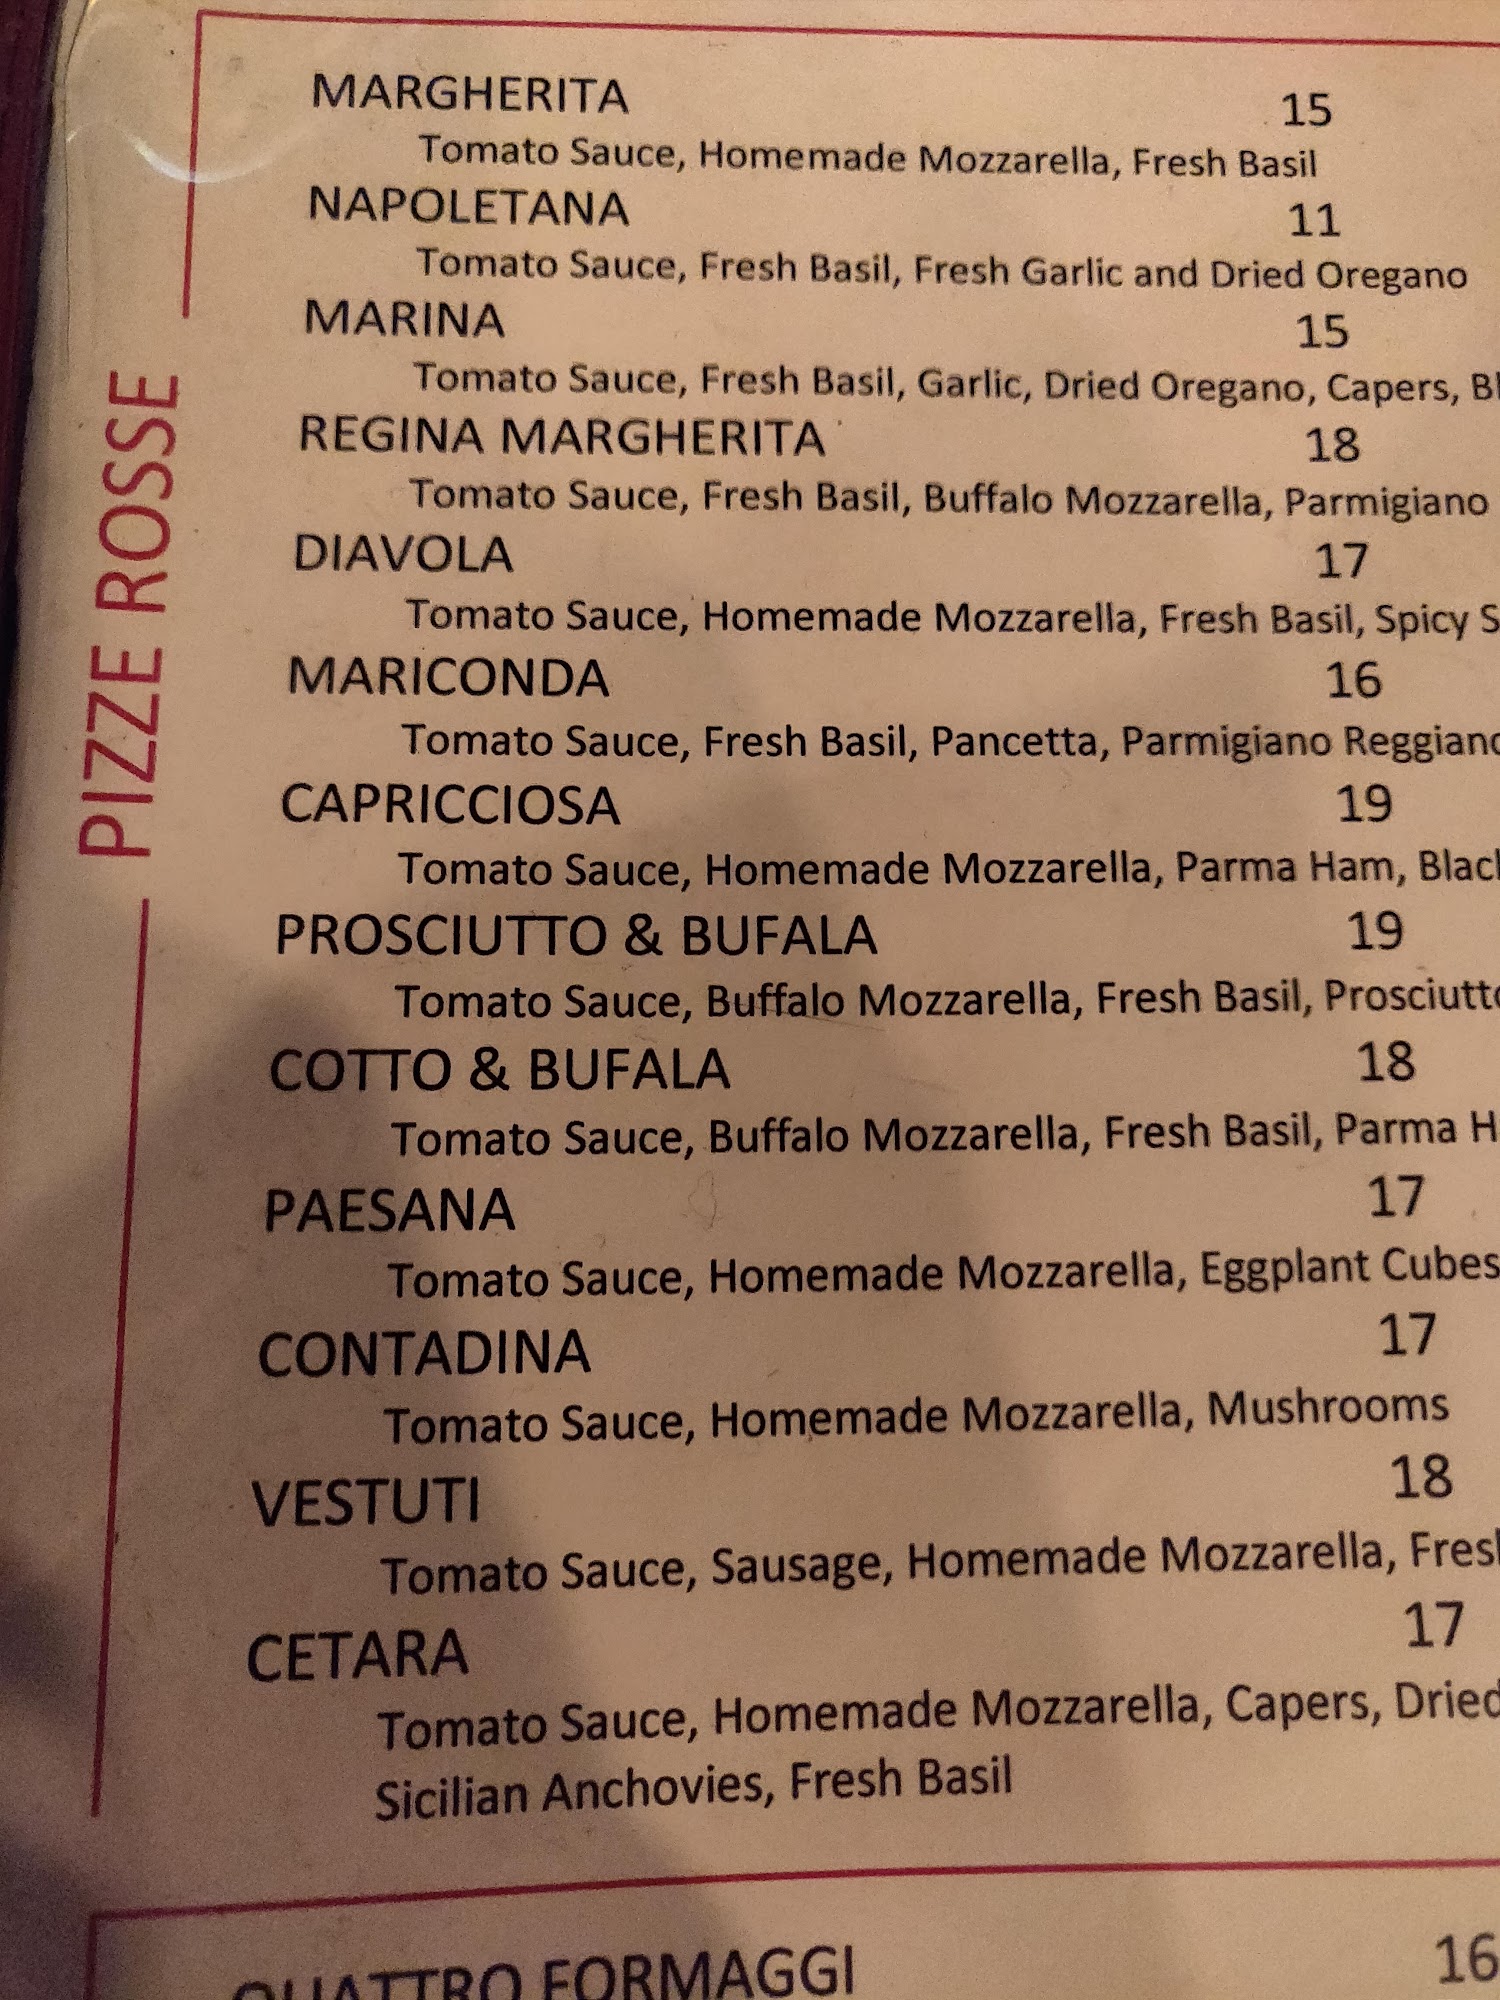 PIZZE ROSSE
MARGHERITA 15
Tomato Sauce, Homemade Mozzarella, Fresh Basil
NAPOLETANA 11
Tomato Sauce, Fresh Basil, Fresh Garlic and Dried Oregano
MARINA 15
Tomato Sauce, Fresh Basil, Garlic, Dried Oregano, Capers,
REGINA MARGHERITA 18
Tomato Sauce, Fresh Basil, Buffalo Mozzarella, Parmigiano
DIAVOLA 17
Tomato Sauce, Homemade Mozzarella, Fresh Basil, Spicy
MARICONDA 16
Tomato Sauce, Fresh Basil, Pancetta, Parmigiano Reggiano
CAPRICCIOSA 19
Tomato Sauce, Homemade Mozzarella, Parma Ham,
PROSCIUTTO & BUFALA 19
Tomato Sauce, Buffalo Mozzarella, Fresh Basil, Prosciutto
COTTO & BUFALA 18
Tomato Sauce, Buffalo Mozzarella, Fresh Basil, Parma
PAESANA 17
Tomato Sauce, Homemade Mozzarella, Eggplant Cubes
CONTADINA 17
Tomato Sauce, Homemade Mozzarella, Mushrooms
VESTUTI 18
Tomato Sauce, Sausage, Homemade Mozzarella,
CETARA 17
Tomato Sauce, Homemade Mozzarella, Capers, Dried
Sicilian Anchovies, Fresh Basil
QUATTRO FORMAGGI 16